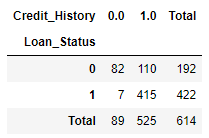 Credit_History 0.0 1.0 Total
Loan_Status
0 82 110 192
1 7 415 422
Total 89 525 614